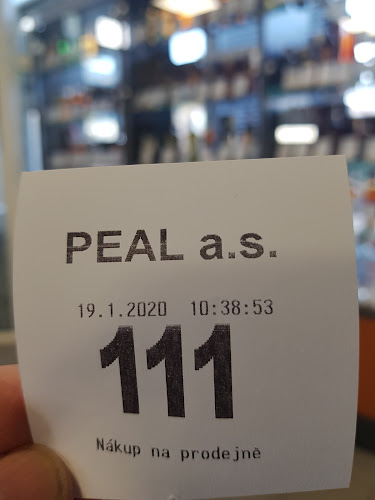 PEAL a.s.
19.1.2020 10:38:53
111
Nákup na prodejně